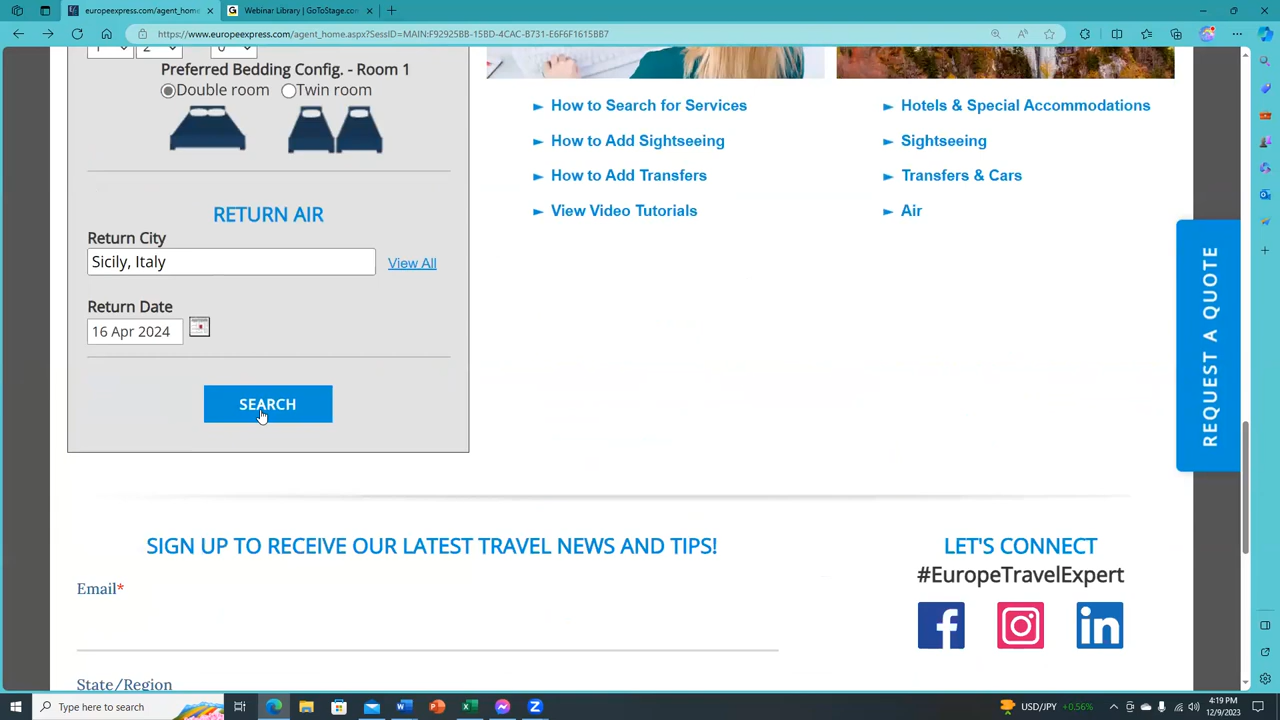 europeexpress.com/agent_home
Webinar Library | GoToStage.com
https://www.europeexpress.com/agent_home.aspx?SessID=MAIN:F92925BB-15BD-4CAC-B731-E6F6F1615BB7
1 2 0
Preferred Bedding Config. - Room 1
Double room Twin room
RETURN AIR
Return City
Sicily, Italy View All
Return Date
16 Apr 2024
SEARCH
► How to Search for Services
► How to Add Sightseeing
► How to Add Transfers
► View Video Tutorials
► Hotels & Special Accommodations
► Sightseeing
► Transfers & Cars
► Air
REQUEST A QUOTE
SIGN UP TO RECEIVE OUR LATEST TRAVEL NEWS AND TIPS!
Email*
State/Region
LET'S CONNECT
#EuropeTravelExpert
Type here to search
USD/JPY +0.56%
4:19 PM
12/9/2023